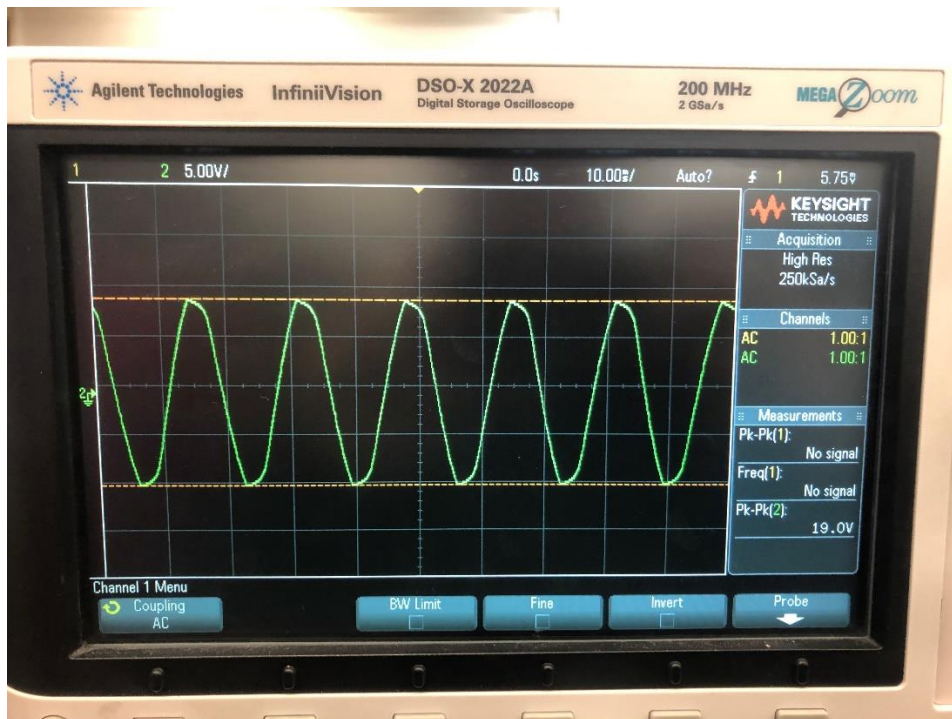 Agilent Technologies InfiniiVision DSO-X 2022A 200 MHz MEGA Zoom
Digital Storage Oscilloscope 2 GSa/s
1 2 5.00V/ 0.0s 10.00ms/ Auto? 1 5.75V
KEYSIGHT
TECHNOLOGIES
Acquisition
High Res
250kSa/s
Channels
AC 1.00:1
AC 1.00:1
2
Measurements
Pk-Pk(1):
No signal
Freq(1):
No signal
Pk-Pk(2):
19.0V
Channel 1 Menu
Coupling BW Limit Fine Invert Probe
AC